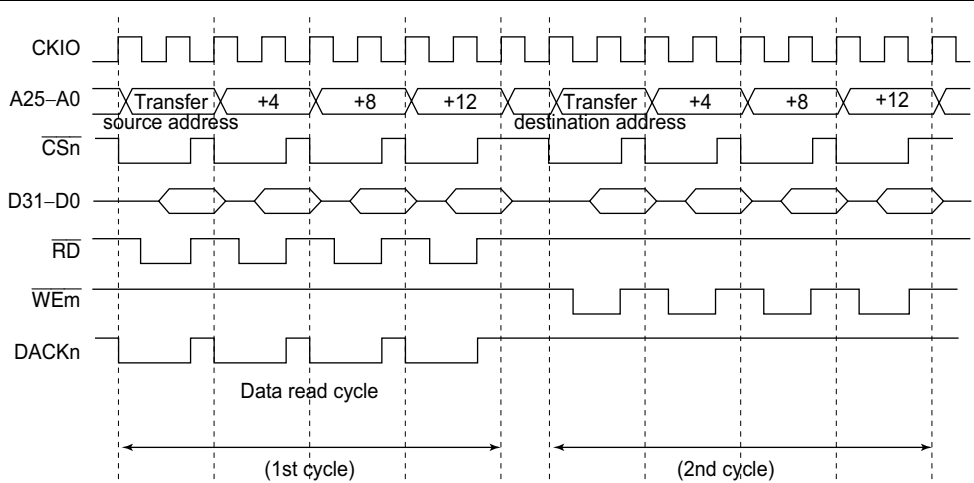 CKIO
A25–A0 Transfer +4 +8 +12 Transfer +4 +8 +12
source address destination address
CSn
D31–D0
RD
WEm
DACKn
Data read cycle
(1st cycle) (2nd cycle)